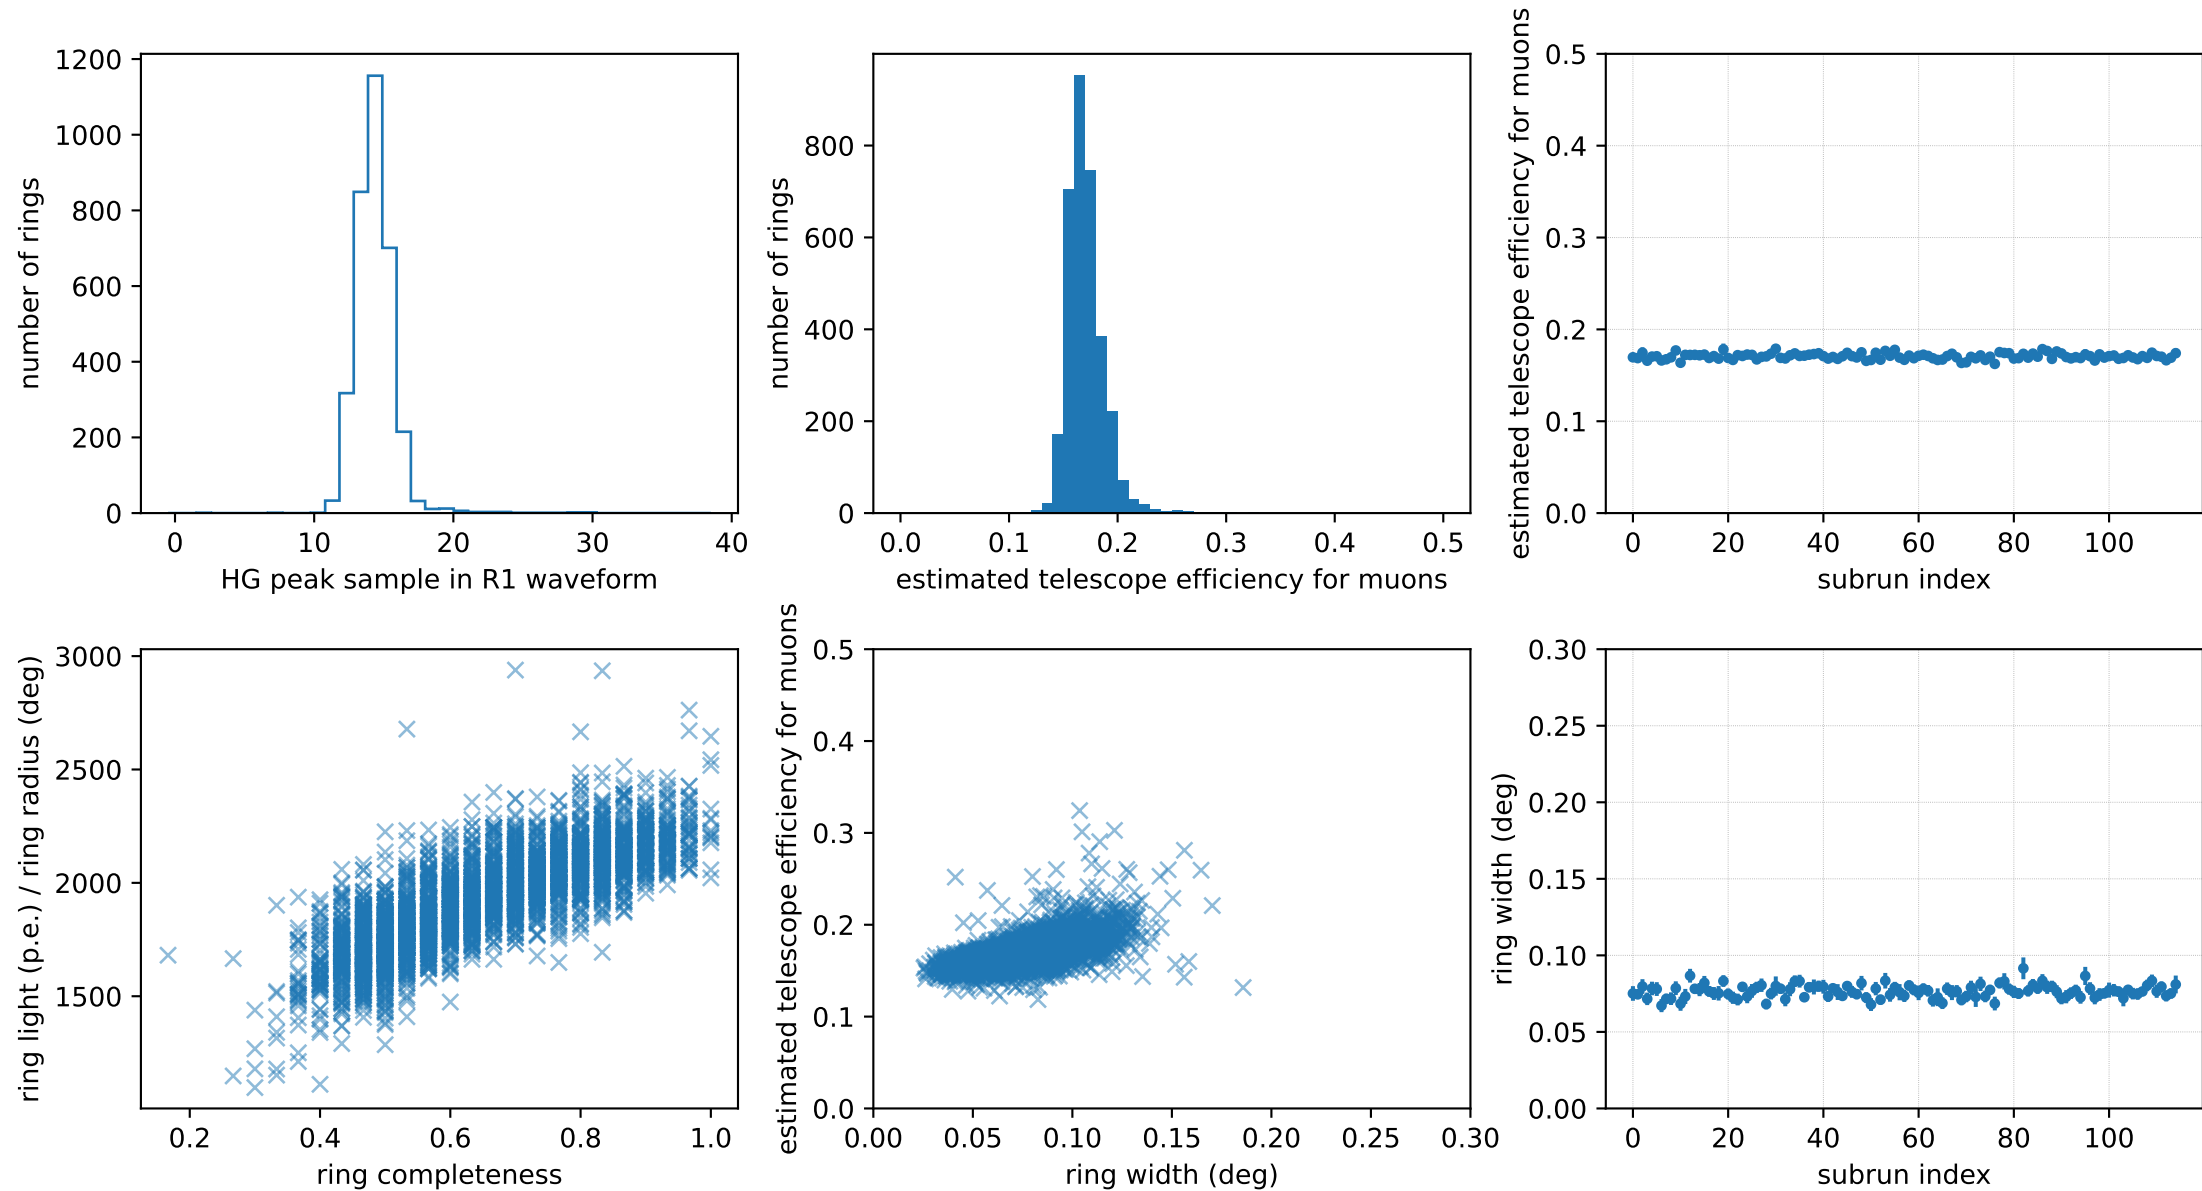 1200
1000
800
600
400
200
0
number of rings
0 10 20 30 40
HG peak sample in R1 waveform
800
600
400
200
0
number of rings
0.0 0.1 0.2 0.3 0.4 0.5
estimated telescope efficiency for muons
0.5
0.4
0.3
0.2
0.1
0.0
estimated telescope efficiency for muons
0 20 40 60 80 100
subrun index
3000
2500
2000
1500
ring light (p.e.) / ring radius (deg)
0.2 0.4 0.6 0.8 1.0
ring completeness
0.5
0.4
0.3
0.2
0.1
0.0
estimated telescope efficiency for muons
0.00 0.05 0.10 0.15 0.20 0.25 0.30
ring width (deg)
0.30
0.25
0.20
0.15
0.10
0.05
0.00
ring width (deg)
0 20 40 60 80 100
subrun index